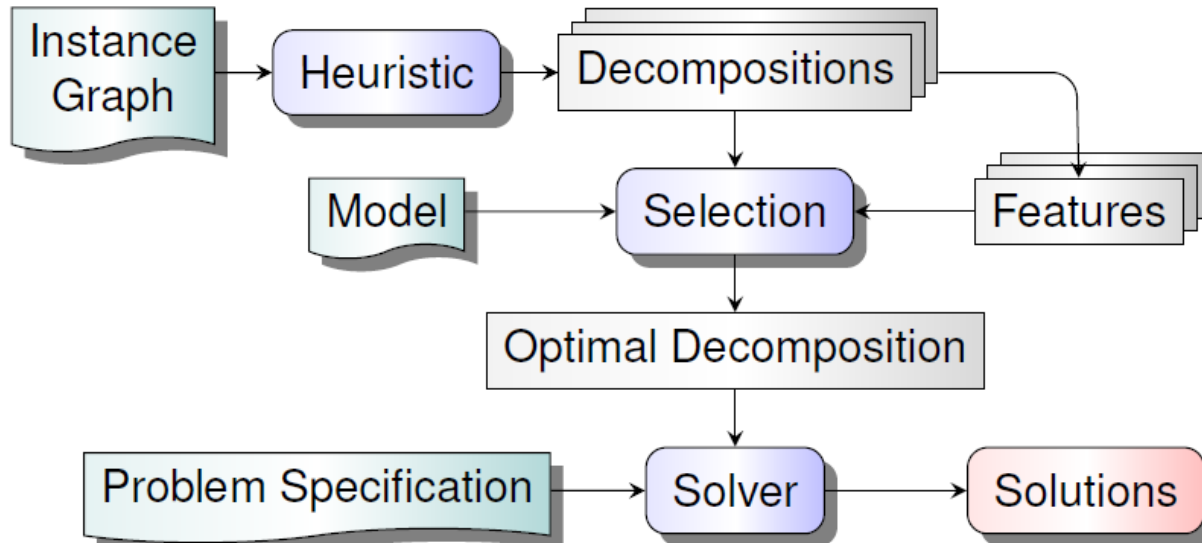 Instance
Graph
Heuristic
Decompositions
Model
Selection
Features
Optimal Decomposition
Problem Specification
Solver
Solutions